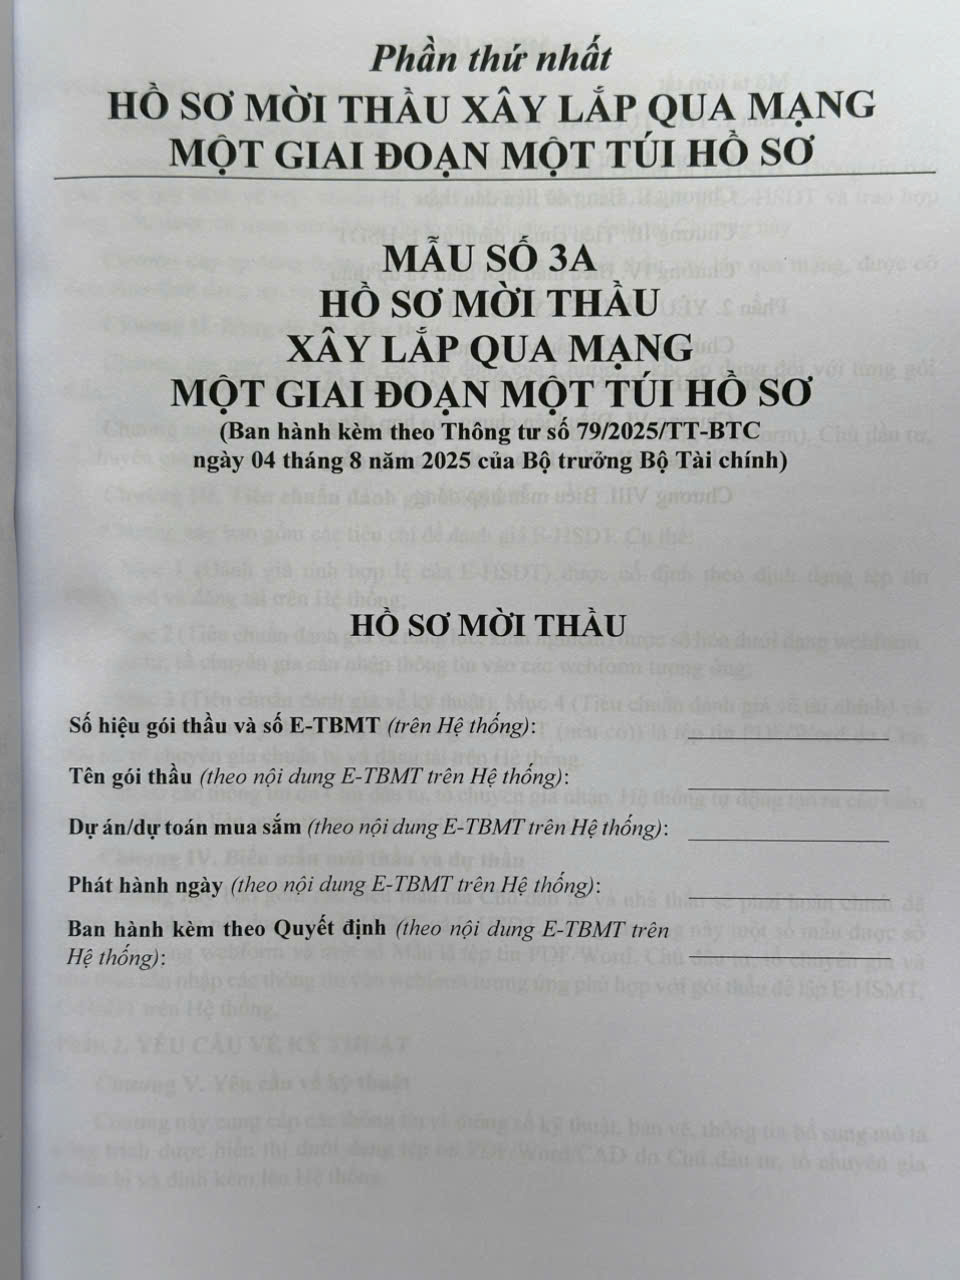 Phần thứ nhất
HỒ SƠ MỜI THẦU XÂY LẮP QUA MẠNG
MỘT GIAI ĐOẠN MỘT TÚI HỒ SƠ
MẪU SỐ 3A
HỒ SƠ MỜI THẦU
XÂY LẮP QUA MẠNG
MỘT GIAI ĐOẠN MỘT TÚI HỒ SƠ
(Ban hành kèm theo Thông tư số 79/2025/TT-BTC
ngày 04 tháng 8 năm 2025 của Bộ trưởng Bộ Tài chính)
HỒ SƠ MỜI THẦU
Số hiệu gói thầu và số E-TBMT (trên Hệ thống):
Tên gói thầu (theo nội dung E-TBMT trên Hệ thống):
Dự án/dự toán mua sắm (theo nội dung E-TBMT trên Hệ thống):
Phát hành ngày (theo nội dung E-TBMT trên Hệ thống):
Ban hành kèm theo Quyết định (theo nội dung E-TBMT trên
Hệ thống):